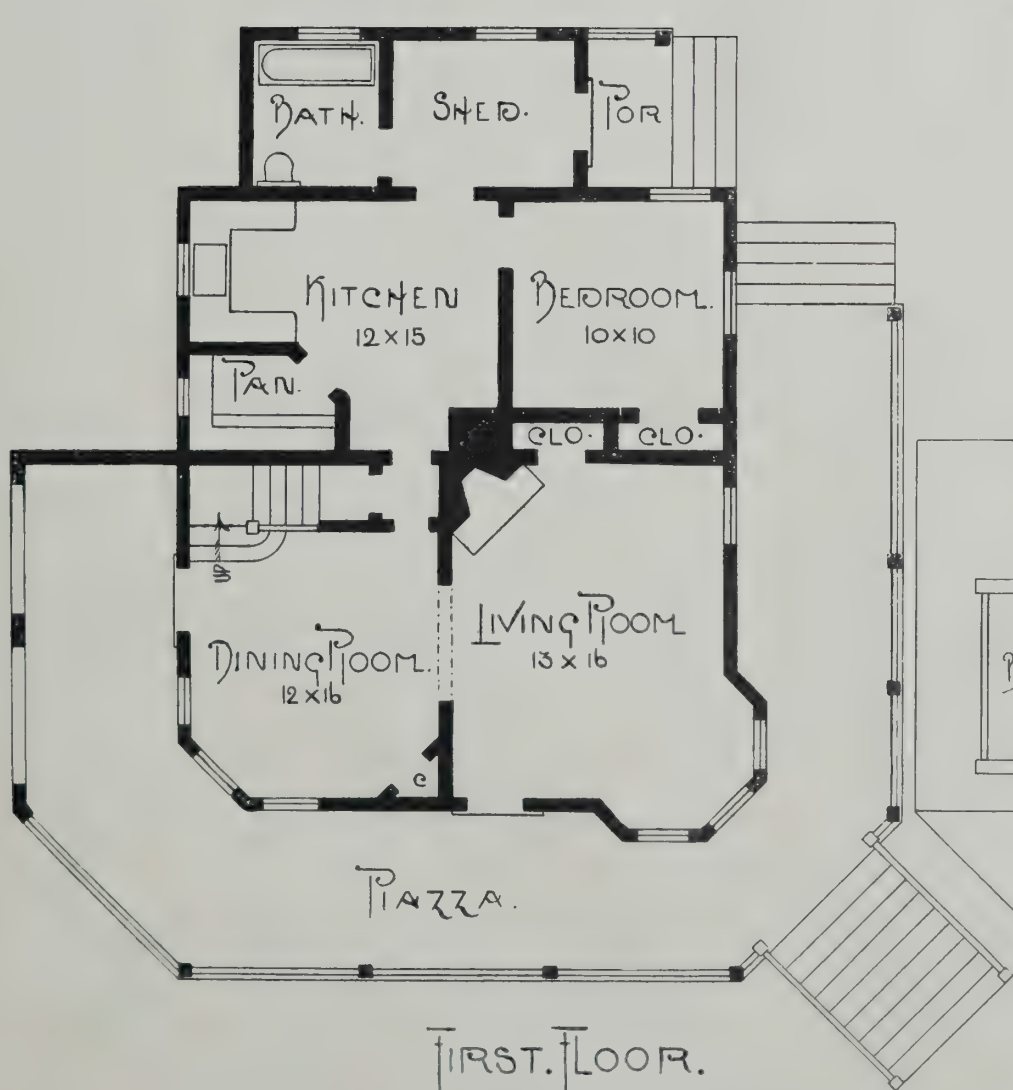 BATH.
SHED.
POR
KITCHEN
12 × 15
BEDROOM.
10 × 10
PAN.
CLO.
CLO.
UP
LIVING ROOM
13 × 16
DINING ROOM.
12 × 16
C
PIAZZA.
FIRST. FLOOR.